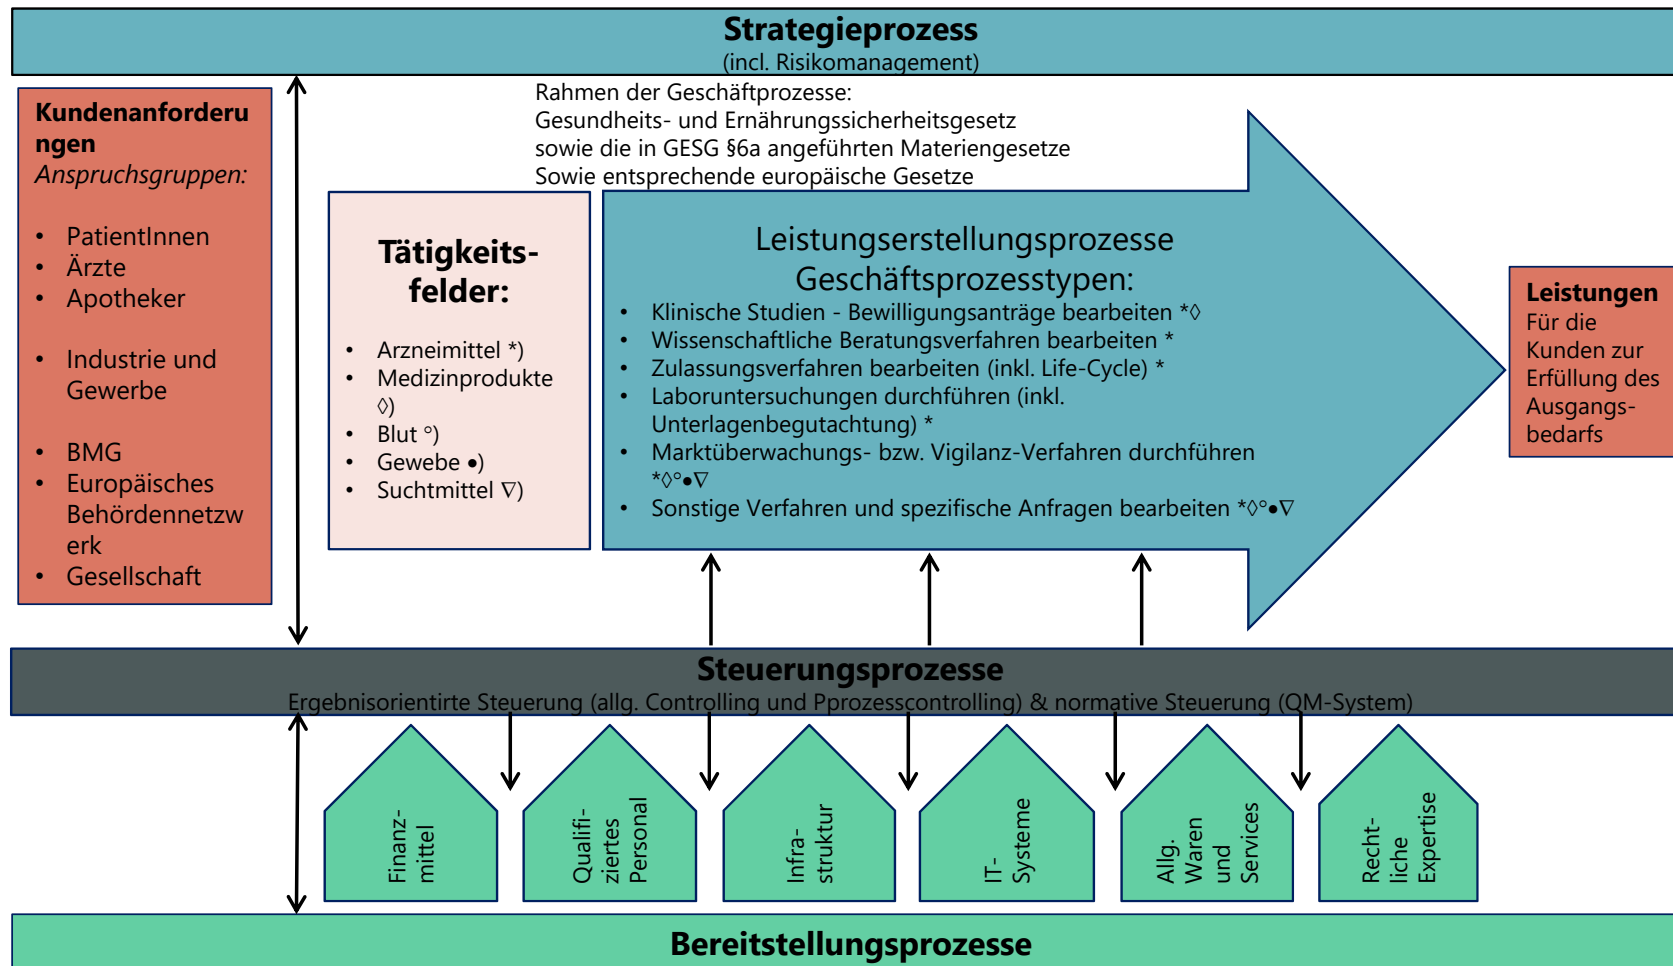 Strategieprozess
(incl. Risikomanagement)
Kundenanforderu
ngen
Anspruchsgruppen:
• PatientInnen
• Ärzte
• Apotheker
• Industrie und
Gewerbe
• BMG
• Europäisches
Behördennetzw
erk
• Gesellschaft
Rahmen der Geschäftprozesse:
Gesundheits- und Ernährungssicherheitsgesetz
sowie die in GESG §6a angeführten Materiengesetze
Sowie entsprechende europäische Gesetze
Tätigkeits-
felder:
• Arzneimittel *)
• Medizinprodukte
◊)
• Blut °)
• Gewebe •)
• Suchtmittel ∇)
Leistungserstellungsprozesse
Geschäftsprozesstypen:
• Klinische Studien - Bewilligungsanträge bearbeiten *◊
• Wissenschaftliche Beratungsverfahren bearbeiten *
• Zulassungsverfahren bearbeiten (inkl. Life-Cycle) *
• Laboruntersuchungen durchführen (inkl.
Unterlagenbegutachtung) *
• Marktüberwachungs- bzw. Vigilanz-Verfahren durchführen
*◊°•∇
• Sonstige Verfahren und spezifische Anfragen bearbeiten *◊°•∇
Leistungen
Für die
Kunden zur
Erfüllung des
Ausgangs-
bedarfs
Steuerungsprozesse
Ergebnisorientirte Steuerung (allg. Controlling und Pprozesscontrolling) & normative Steuerung (QM-System)
Finanz-
mittel
Qualifi-
ziertes
Personal
Infra-
struktur
IT-
Systeme
Allg.
Waren
und
Services
Recht-
liche
Expertise
Bereitstellungsprozesse